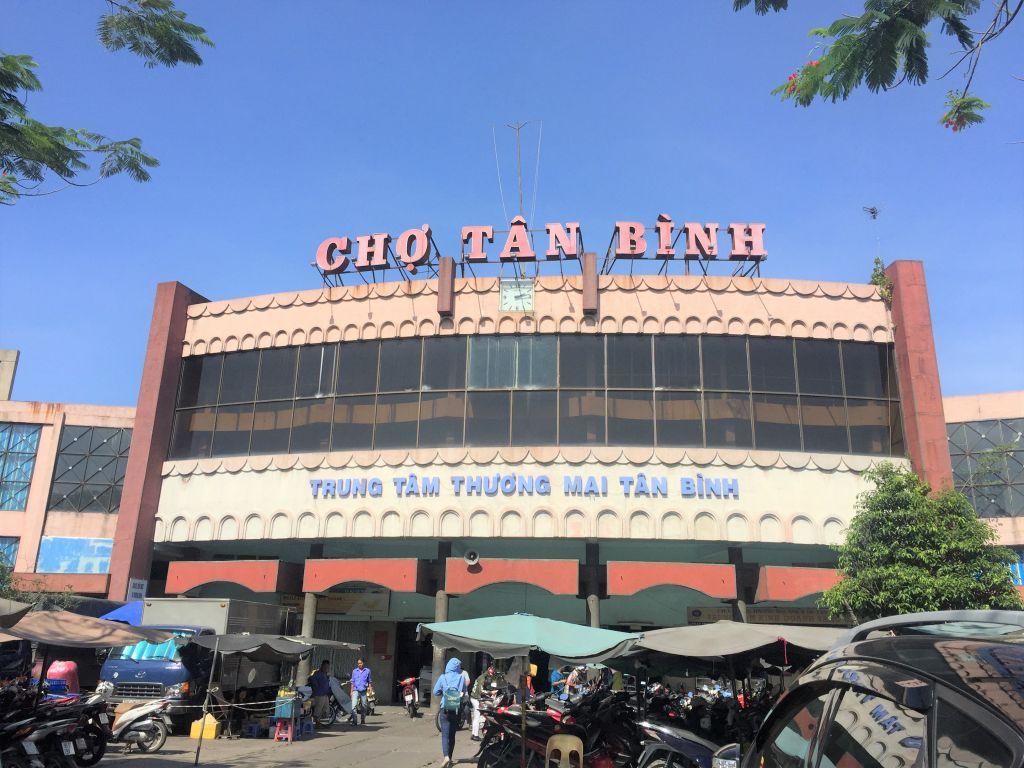 CHỢ TÂN BÌNH
TRUNG TÂM THƯƠNG MẠI TÂN BÌNH